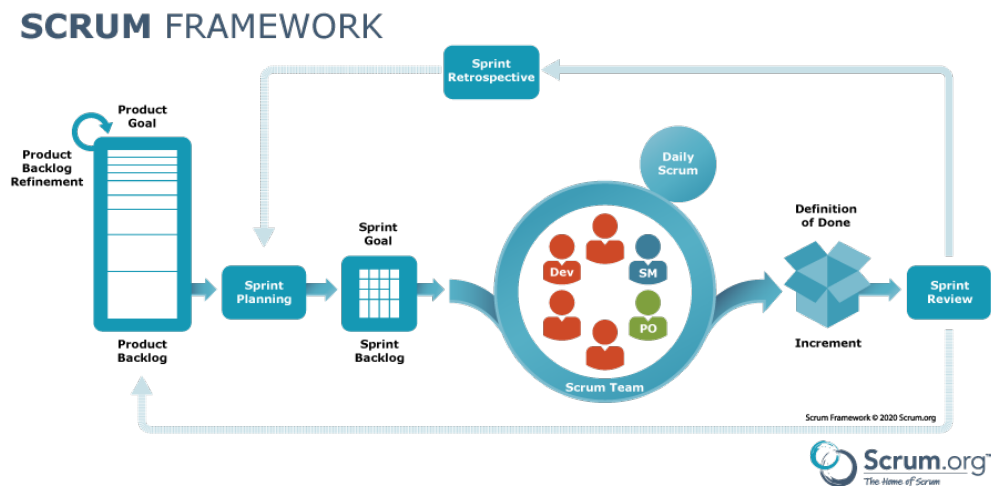 SCRUM FRAMEWORK
Sprint
Retrospective
Product
Goal
Product
Backlog
Refinement
Daily
Scrum
Sprint
Goal
Definition
of Done
Dev
SM
Sprint
Planning
Sprint
Review
PO
Product
Backlog
Sprint
Backlog
Increment
Scrum Team
Scrum Framework © 2020 Scrum.org
Scrum.org™
The Home of Scrum